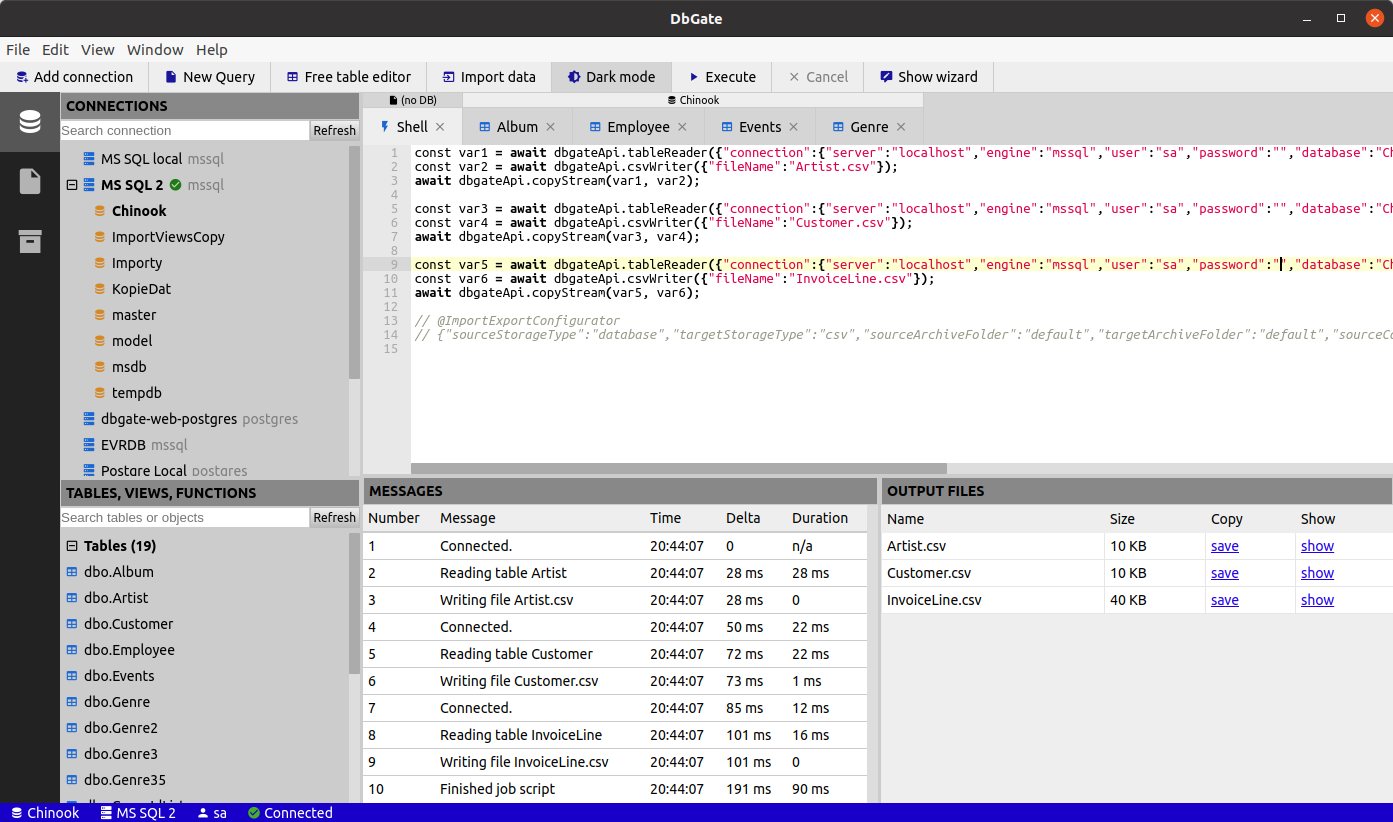 DbGate
File Edit View Window Help
Add connection New Query Free table editor Import data Dark mode Execute Cancel Show wizard
CONNECTIONS
Search connection Refresh
MS SQL local mssql
MS SQL 2 mssql
Chinook
ImportViewsCopy
Importy
KopieDat
master
model
msdb
tempdb
dbgate-web-postgres postgres
EVRDB mssql
Postgre Local postgres
TABLES, VIEWS, FUNCTIONS
Search tables or objects Refresh
Tables (19)
dbo.Album
dbo.Artist
dbo.Customer
dbo.Employee
dbo.Events
dbo.Genre
dbo.Genre2
dbo.Genre3
dbo.Genre35
(no DB) Chinook
Shell Album Employee Events Genre
1 const var1 = await dbgateApi.tableReader({"connection":{"server":"localhost","engine":"mssql","user":"sa","password":"","database":"Ch
2 const var2 = await dbgateApi.csvWriter({"fileName":"Artist.csv"});
3 await dbgateApi.copyStream(var1, var2);
4
5 const var3 = await dbgateApi.tableReader({"connection":{"server":"localhost","engine":"mssql","user":"sa","password":"","database":"Ch
6 const var4 = await dbgateApi.csvWriter({"fileName":"Customer.csv"});
7 await dbgateApi.copyStream(var3, var4);
8
9 const var5 = await dbgateApi.tableReader({"connection":{"server":"localhost","engine":"mssql","user":"sa","password":"","database":"Ch
10 const var6 = await dbgateApi.csvWriter({"fileName":"InvoiceLine.csv"});
11 await dbgateApi.copyStream(var5, var6);
12
13 // @ImportExportConfigurator
14 // {"sourceStorageType":"database","targetStorageType":"csv","sourceArchiveFolder":"default","targetArchiveFolder":"default","sourceCo
15
MESSAGES
Number Message Time Delta Duration
1 Connected. 20:44:07 0 n/a
2 Reading table Artist 20:44:07 28 ms 28 ms
3 Writing file Artist.csv 20:44:07 28 ms 0
4 Connected. 20:44:07 50 ms 22 ms
5 Reading table Customer 20:44:07 72 ms 22 ms
6 Writing file Customer.csv 20:44:07 73 ms 1 ms
7 Connected. 20:44:07 85 ms 12 ms
8 Reading table InvoiceLine 20:44:07 101 ms 16 ms
9 Writing file InvoiceLine.csv 20:44:07 101 ms 0
10 Finished job script 20:44:07 191 ms 90 ms
OUTPUT FILES
Name Size Copy Show
Artist.csv 10 KB save show
Customer.csv 10 KB save show
InvoiceLine.csv 40 KB save show
Chinook MS SQL 2 sa Connected